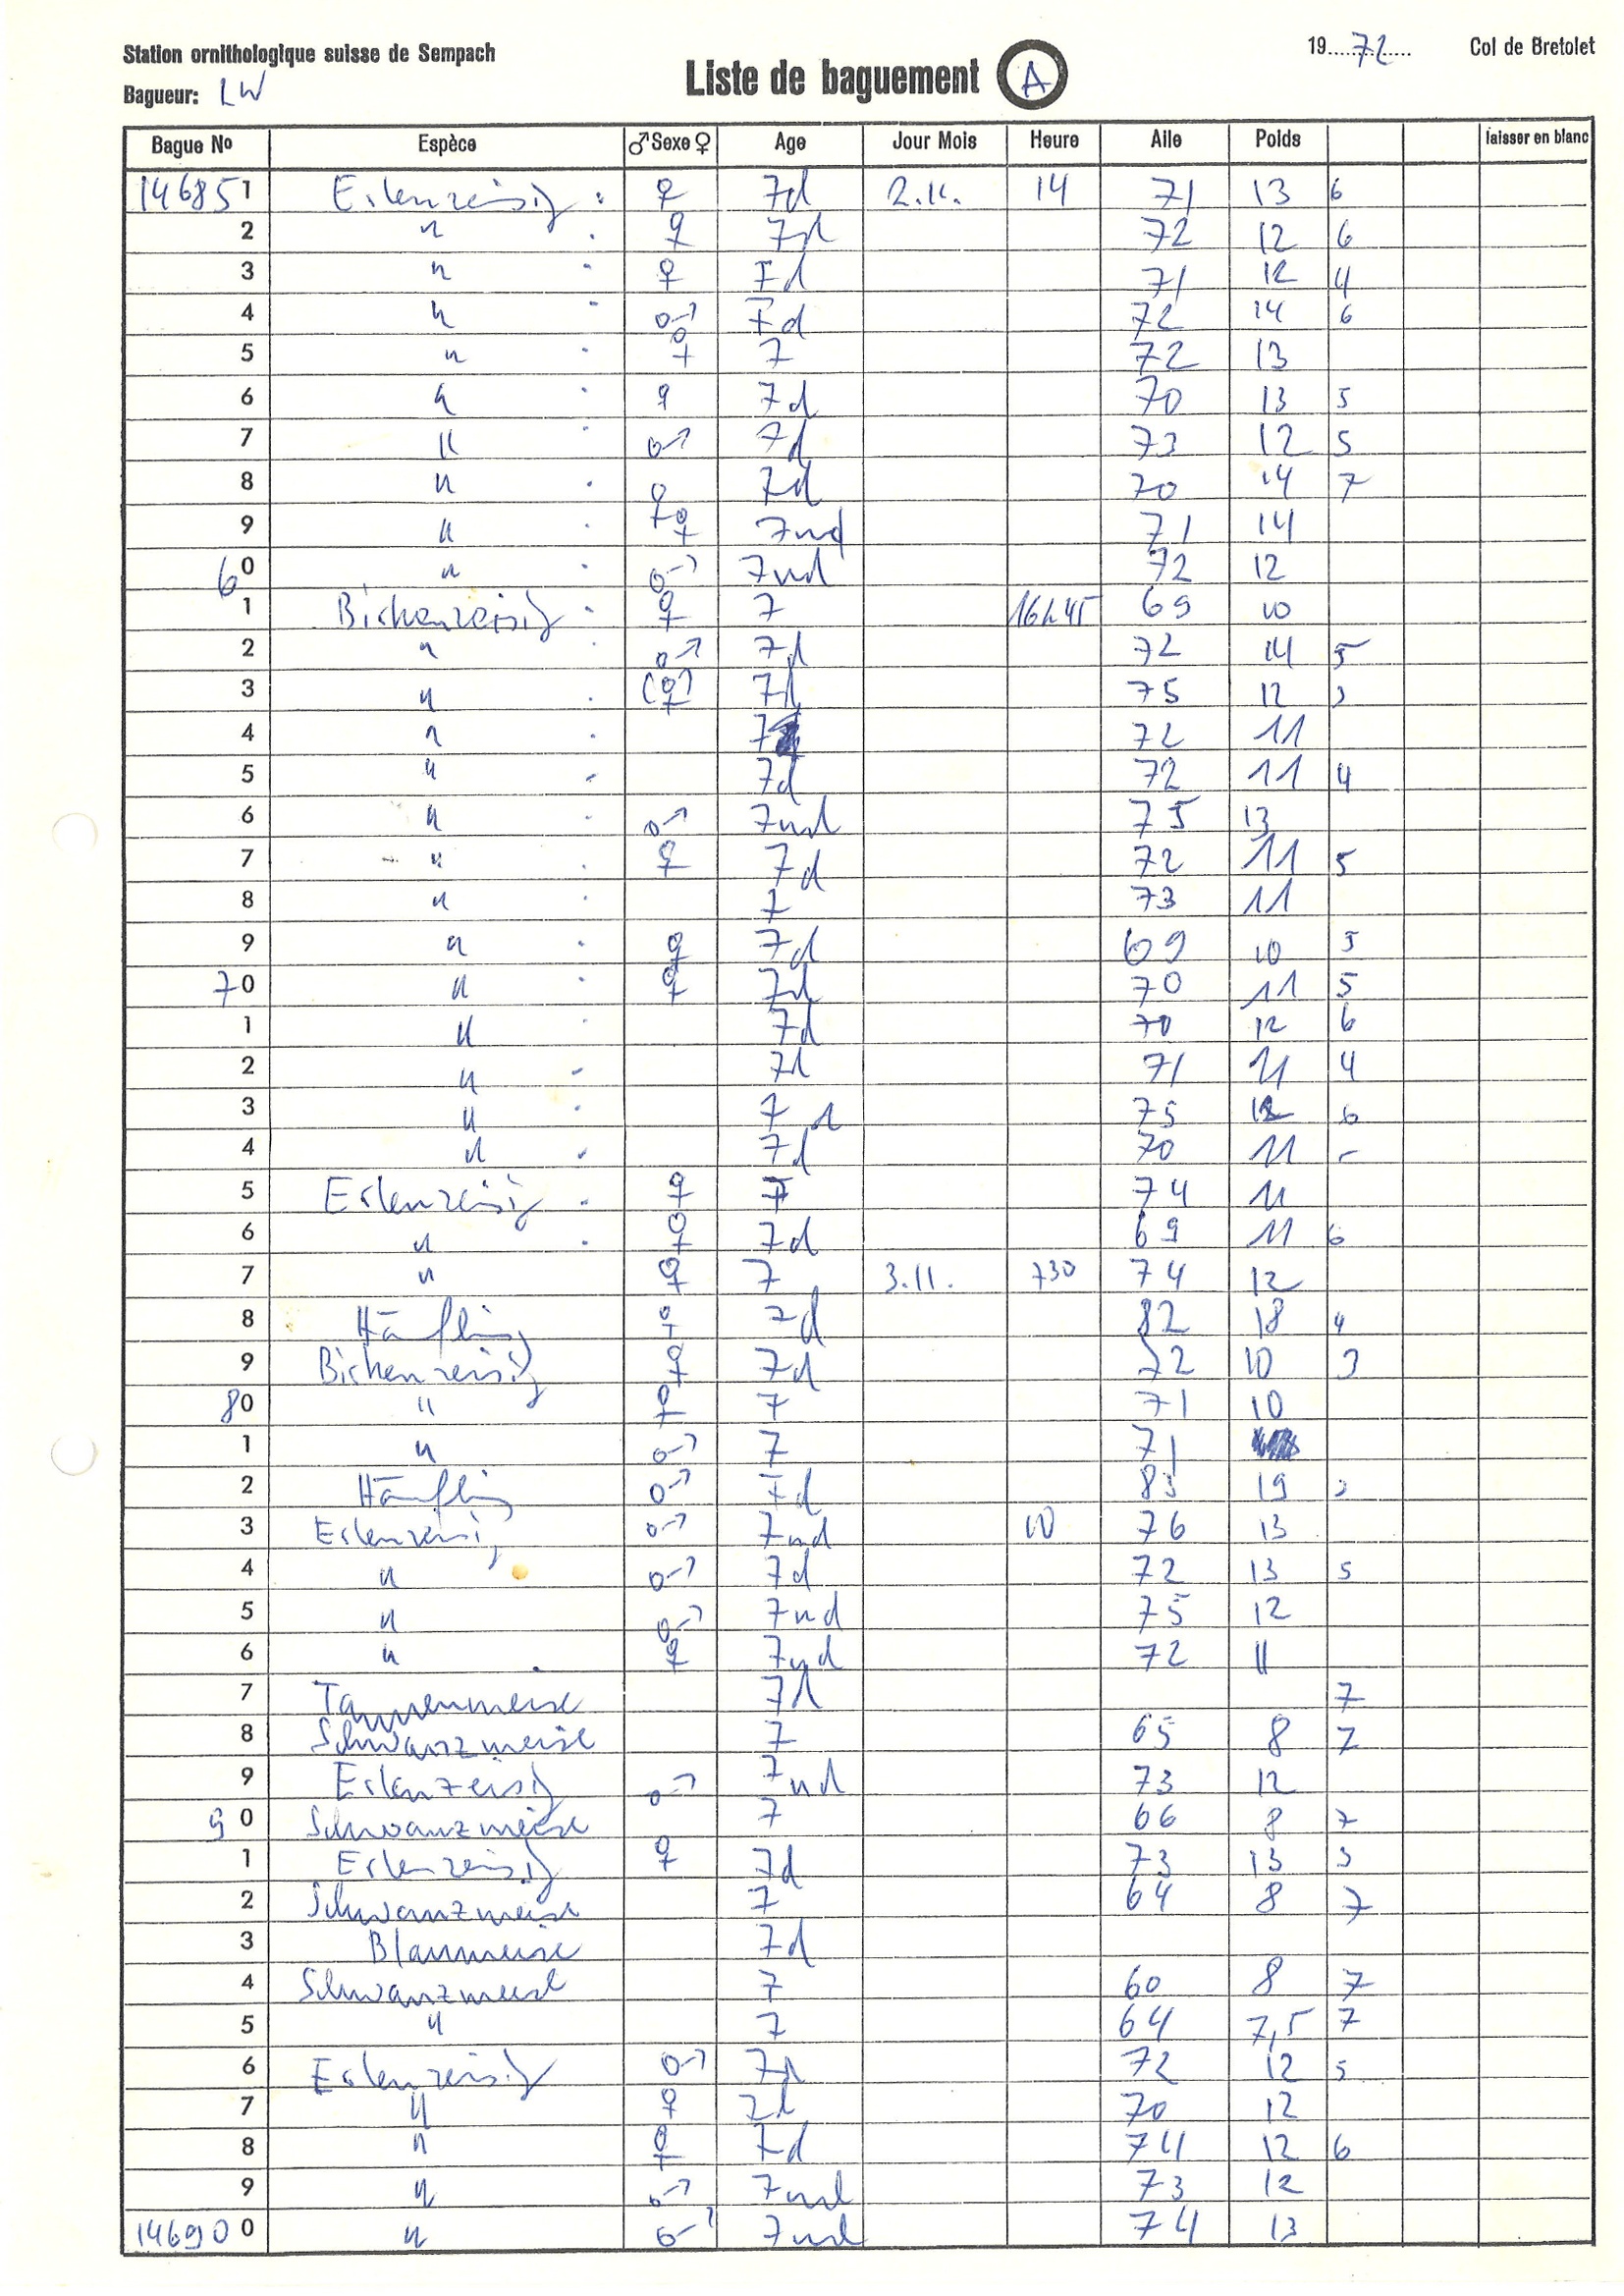 Station ornithologique suisse de Sempach
19 72 Col de Bretolet
Bagueur: LW
Liste de baguement A
Bague No Espèce ♂ Sexe ♀ Age Jour Mois Heure Aile Poids laisser en blanc
146851 Erlenzeisig ♀ 7d 2.11. 14 71 13 6
2 " ♀ 7d 72 12 6
3 " ♀ 7d 71 12 4
4 " ♂ 7d 72 14 6
5 " ♀ 7 72 13
6 " ♀ 7d 70 13 5
7 " ♂ 7d 73 12 5
8 " ♀ 7d 70 14 7
9 " ♀ 7nd 71 14
60 " ♂ 7nd 72 12
1 Birkenzeisig ♀ 7 16h45 69 10
2 " ♂ 7d 72 14 5
3 " (♀) 7d 75 12 3
4 " 7 72 11
5 " 7d 72 11 4
6 " ♂ 7nd 75 13
7 " ♀ 7d 72 11 5
8 " 7 73 11
9 " ♀ 7d 69 10 5
70 " ♀ 7d 70 11 5
1 " 7d 70 12 6
2 " 7d 71 11 4
3 " 7d 75 12 6
4 " 7d 70 11
5 Erlenzeisig ♀ 7 74 11
6 " ♀ 7d 69 11 6
7 " ♀ 7 3.11. 730 74 12
8 Hänfling ♀ 7d 82 18 4
9 Birkenzeisig ♀ 7d 72 10 3
80 " ♀ 7 71 10
1 " ♂ 7 71
2 Hänfling ♂ 7d 83 19 3
3 Erlenzeisig ♂ 7nd 10 76 13
4 " ♂ 7d 72 13 5
5 " ♂ 7nd 75 12
6 " ♀ 7nd 72 11
7 Tannenmeise 7d 7
8 Schwanzmeise 7 65 8 7
9 Erlenzeisig ♂ 7nd 73 12
90 Schwanzmeise 7 66 8 7
1 Erlenzeisig ♀ 7d 73 13 3
2 Schwanzmeise 7 64 8 7
3 Blaumeise 7d
4 Schwanzmeise 7 60 8 7
5 " 7 64 7,5 7
6 Erlenzeisig ♂ 7d 72 12 5
7 " ♀ 7d 70 12
8 " ♀ 7d 74 12 6
9 " ♂ 7nd 73 12
146900 " ♂ 7nd 74 13